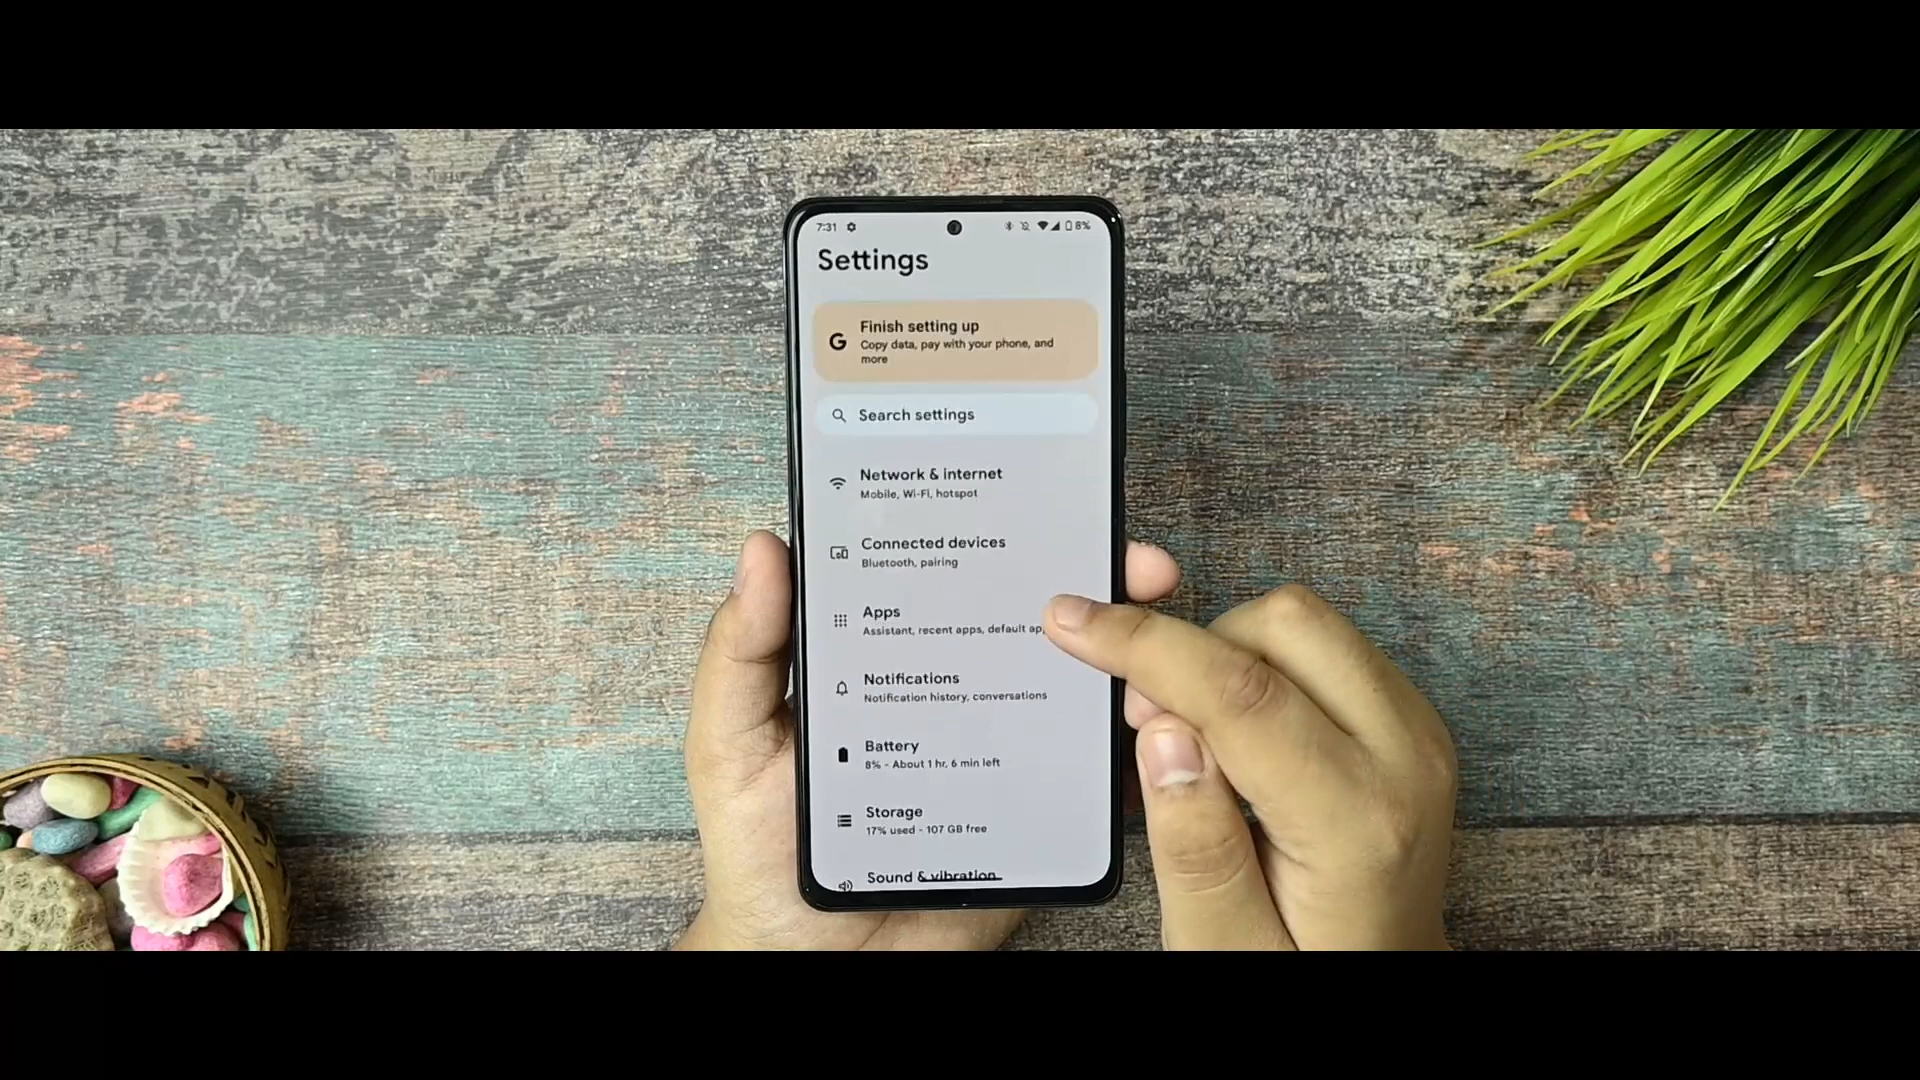 7:31
8%
Settings
G
Finish setting up
Copy data, pay with your phone, and
more
Search settings
Network & internet
Mobile, Wi-Fi, hotspot
Connected devices
Bluetooth, pairing
Apps
Assistant, recent apps, default
Notifications
Notification history, conversations
Battery
8% - About 1 hr, 6 min left
Storage
17% used - 107 GB free
Sound & vibration